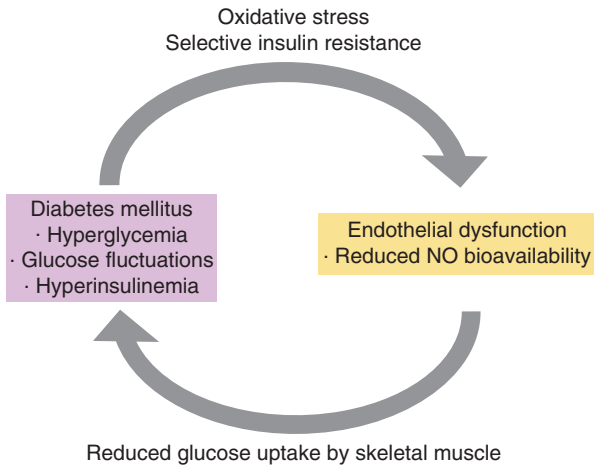 Oxidative stress
Selective insulin resistance
Diabetes mellitus
· Hyperglycemia
· Glucose fluctuations
· Hyperinsulinemia
Endothelial dysfunction
· Reduced NO bioavailability
Reduced glucose uptake by skeletal muscle